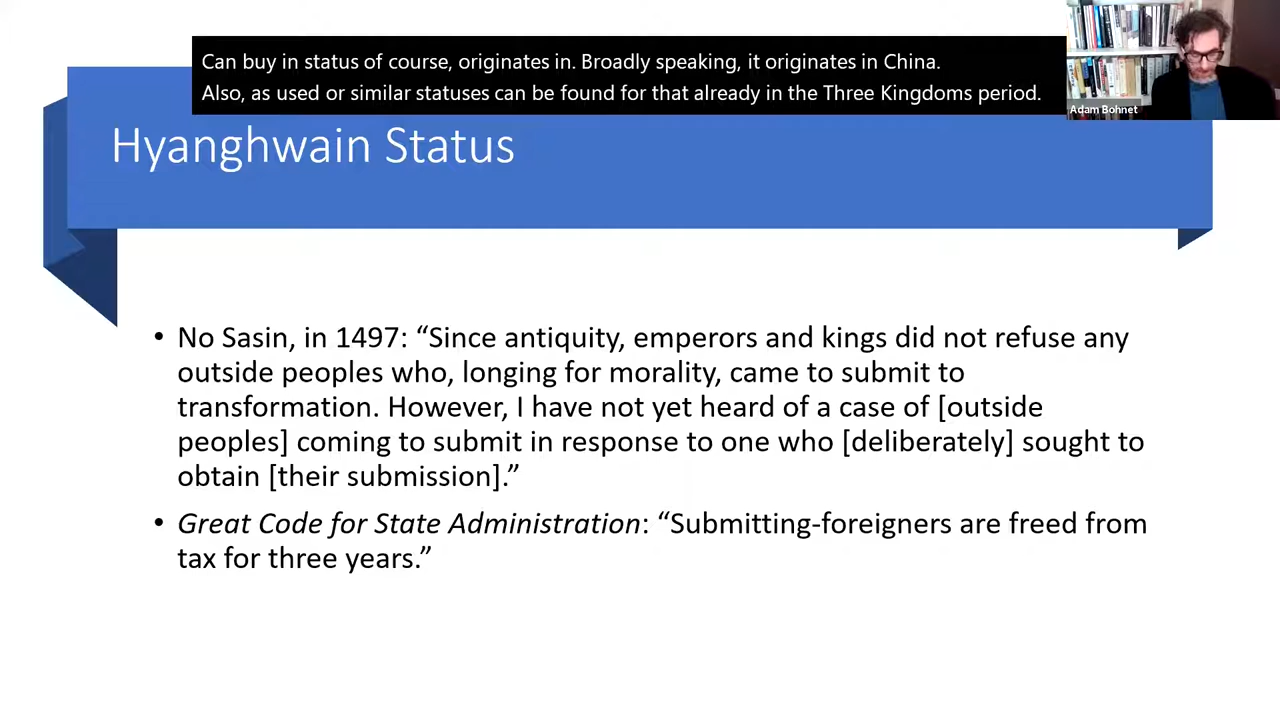 Can buy in status of course, originates in. Broadly speaking, it originates in China.
Also, as used or similar statuses can be found for that already in the Three Kingdoms period.
Adam Bohnet
Hyanghwain Status
• No Sasin, in 1497: “Since antiquity, emperors and kings did not refuse any
outside peoples who, longing for morality, came to submit to
transformation. However, I have not yet heard of a case of [outside
peoples] coming to submit in response to one who [deliberately] sought to
obtain [their submission].”
• Great Code for State Administration: “Submitting-foreigners are freed from
tax for three years.”